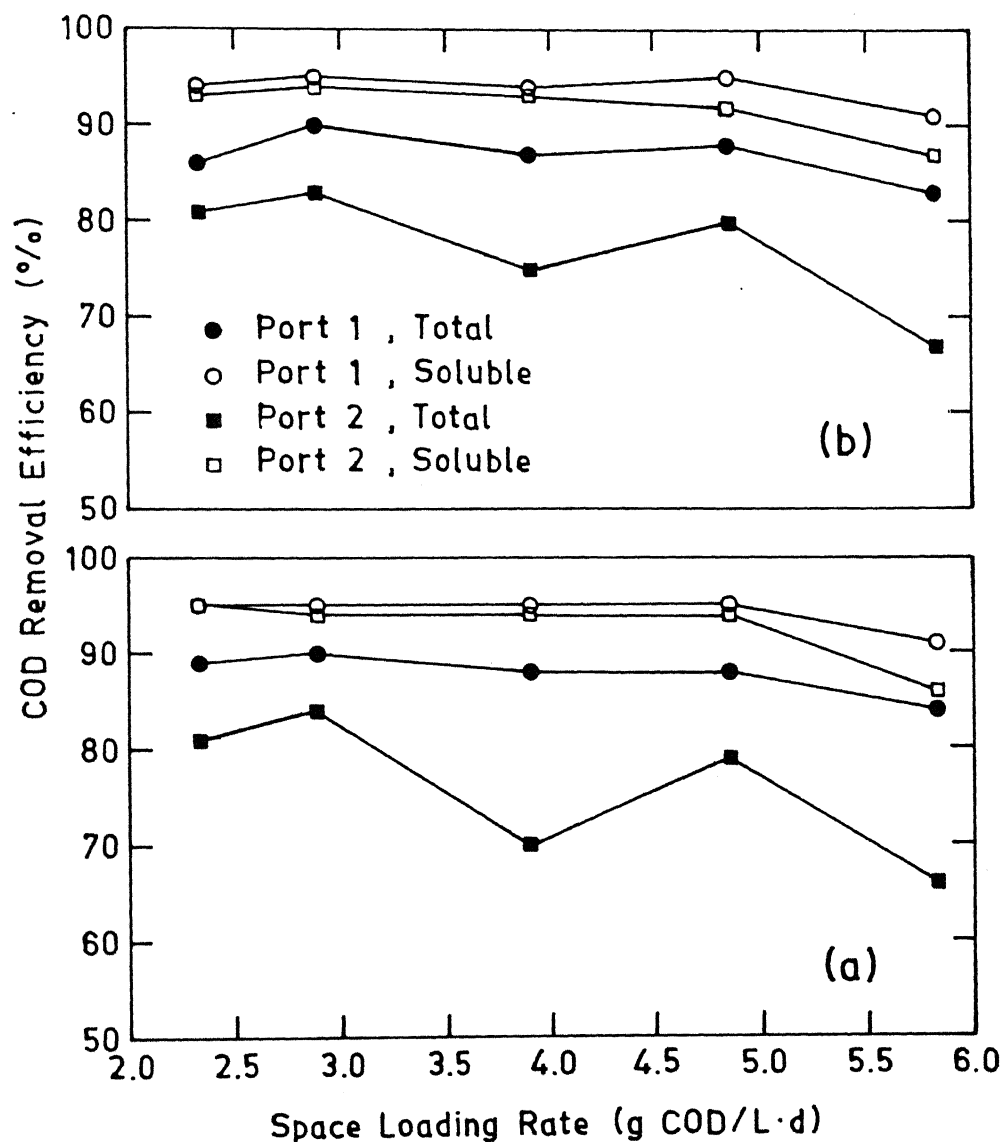 COD Removal Efficiency (%)
100
90
80
70
60
50
Port 1 , Total
Port 1 , Soluble
Port 2 , Total
Port 2 , Soluble
(b)
100
90
80
70
60
50
(a)
2.0 2.5 3.0 3.5 4.0 4.5 5.0 5.5 6.0
Space Loading Rate (g COD/L·d)